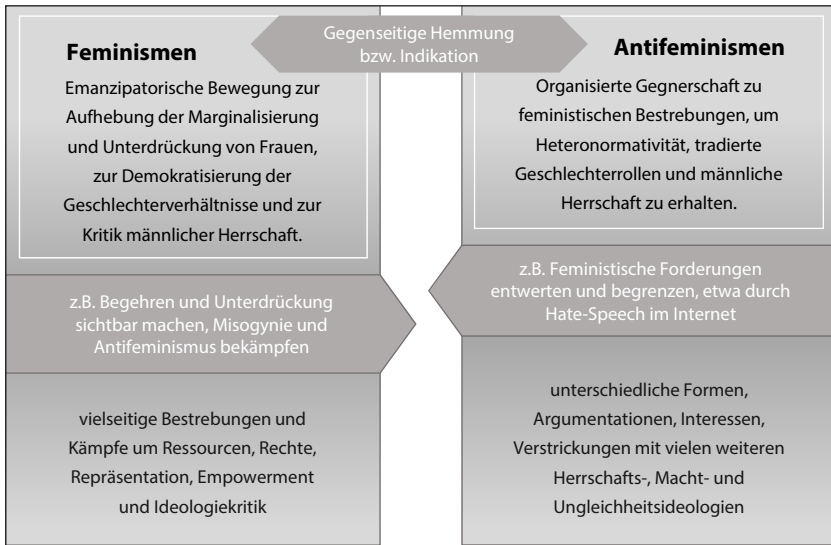 Gegenseitige Hemmung
bzw. Indikation
Feminismen
Emanzipatorische Bewegung zur
Aufhebung der Marginalisierung
und Unterdrückung von Frauen,
zur Demokratisierung der
Geschlechterverhältnisse und zur
Kritik männlicher Herrschaft.
z.B. Begehren und Unterdrückung
sichtbar machen, Misogynie und
Antifeminismus bekämpfen
vielseitige Bestrebungen und
Kämpfe um Ressourcen, Rechte,
Repräsentation, Empowerment
und Ideologiekritik
Antifeminismen
Organisierte Gegnerschaft zu
feministischen Bestrebungen, um
Heteronormativität, tradierte
Geschlechterrollen und männliche
Herrschaft zu erhalten.
z.B. Feministische Forderungen
entwerten und begrenzen, etwa durch
Hate-Speech im Internet
unterschiedliche Formen,
Argumentationen, Interessen,
Verstrickungen mit vielen weiteren
Herrschafts-, Macht- und
Ungleichheitsideologien